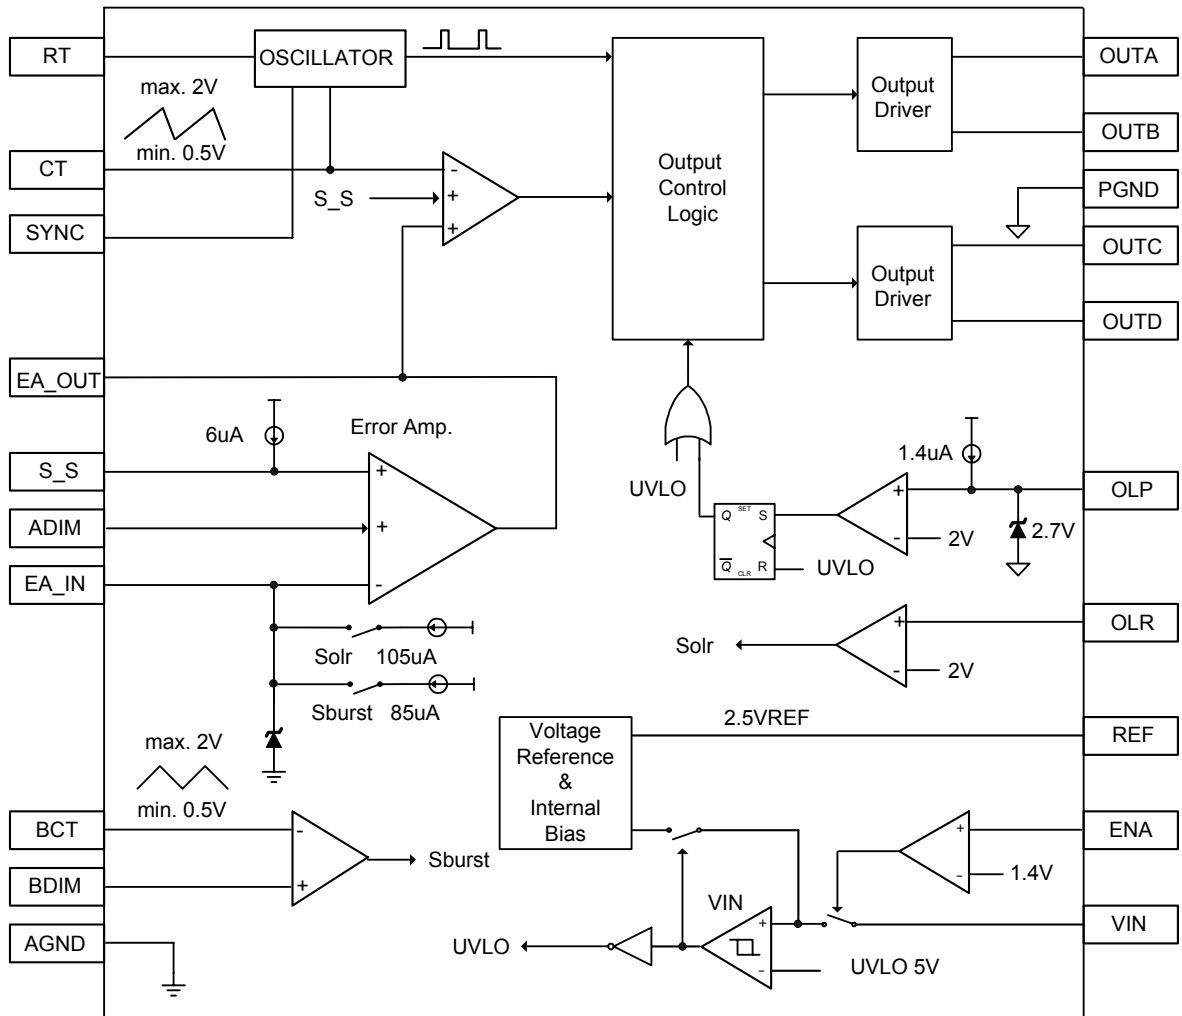 RT
OSCILLATOR
max. 2V
min. 0.5V
CT
SYNC
S_S
-
+
+
Output
Control
Logic
Output
Driver
OUTA
OUTB
PGND
Output
Driver
OUTC
OUTD
EA_OUT
6uA
Error Amp.
S_S
+
ADIM
+
EA_IN
-
Solr 105uA
Sburst 85uA
UVLO
Q
SET
S
Q
CLR
R
UVLO
1.4uA
+
-
2V
2.7V
OLP
Solr
+
-
2V
OLR
Voltage
Reference
&
Internal
Bias
2.5VREF
REF
max. 2V
min. 0.5V
BCT
-
BDIM
+
Sburst
AGND
+
-
1.4V
ENA
VIN
+
-
UVLO
UVLO 5V
VIN